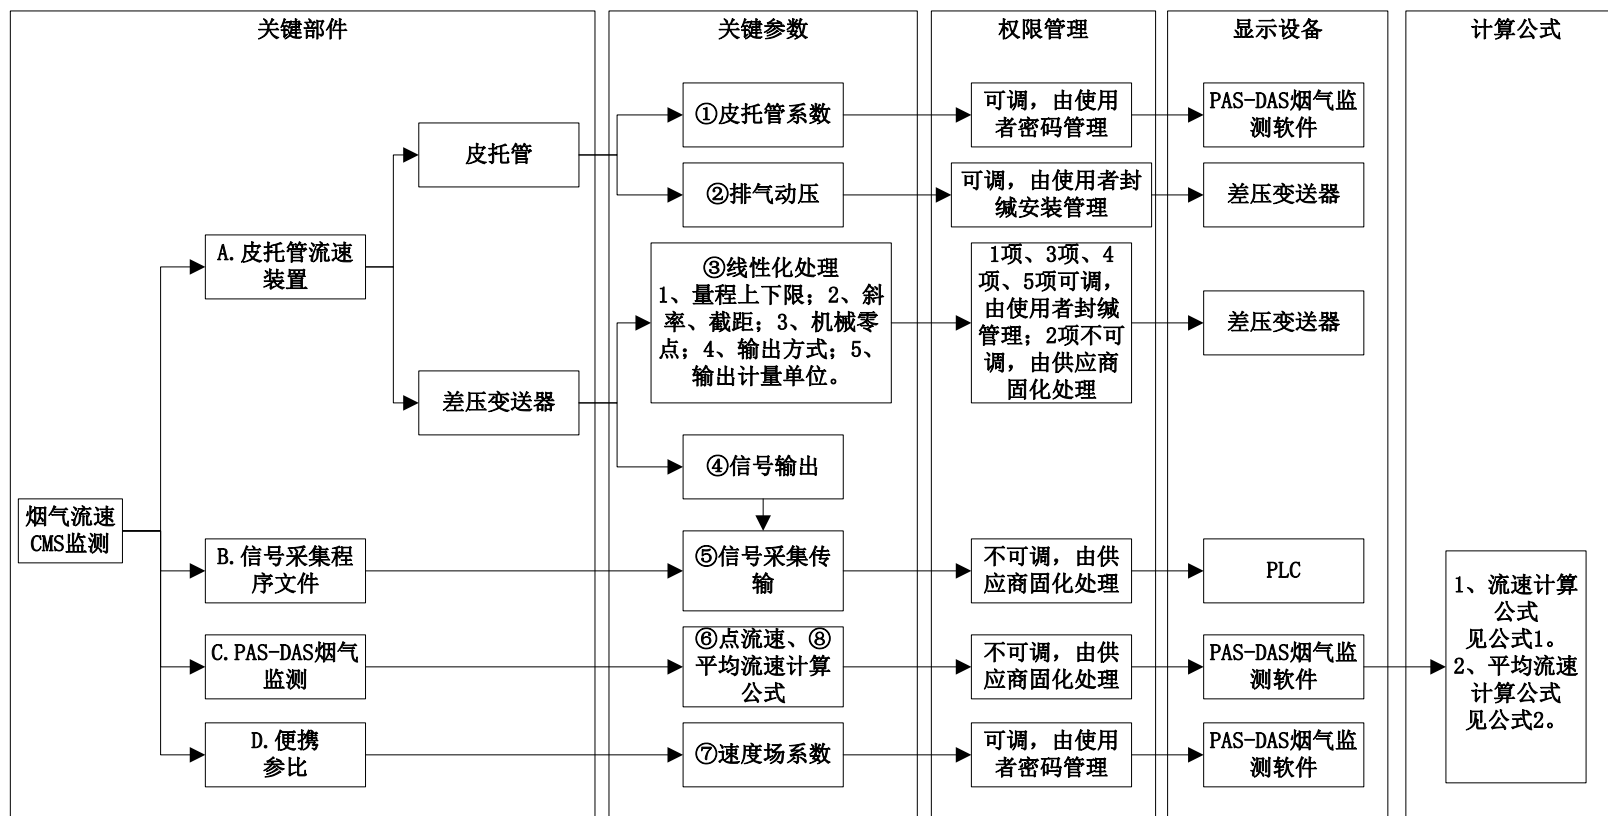 关键部件
关键参数
权限管理
显示设备
计算公式
烟气流速
CMS监测
A.皮托管流速
装置
皮托管
差压变送器
B.信号采集程
序文件
C.PAS-DAS烟气
监测
D.便携
参比
①皮托管系数
②排气动压
③线性化处理
1、量程上下限；2、斜
率、截距；3、机械零
点；4、输出方式；5、
输出计量单位。
④信号输出
⑤信号采集传
输
⑥点流速、⑧
平均流速计算
公式
⑦速度场系数
可调，由使用
者密码管理
可调，由使用者封
缄安装管理
1项、3项、4
项、5项可调，
由使用者封缄
管理；2项不可
调，由供应商
固化处理
不可调，由供
应商固化处理
不可调，由供
应商固化处理
可调，由使用
者密码管理
PAS-DAS烟气监
测软件
差压变送器
差压变送器
PLC
PAS-DAS烟气监
测软件
PAS-DAS烟气监
测软件
1、流速计算
公式
见公式1。
2、平均流速
计算公式
见公式2。